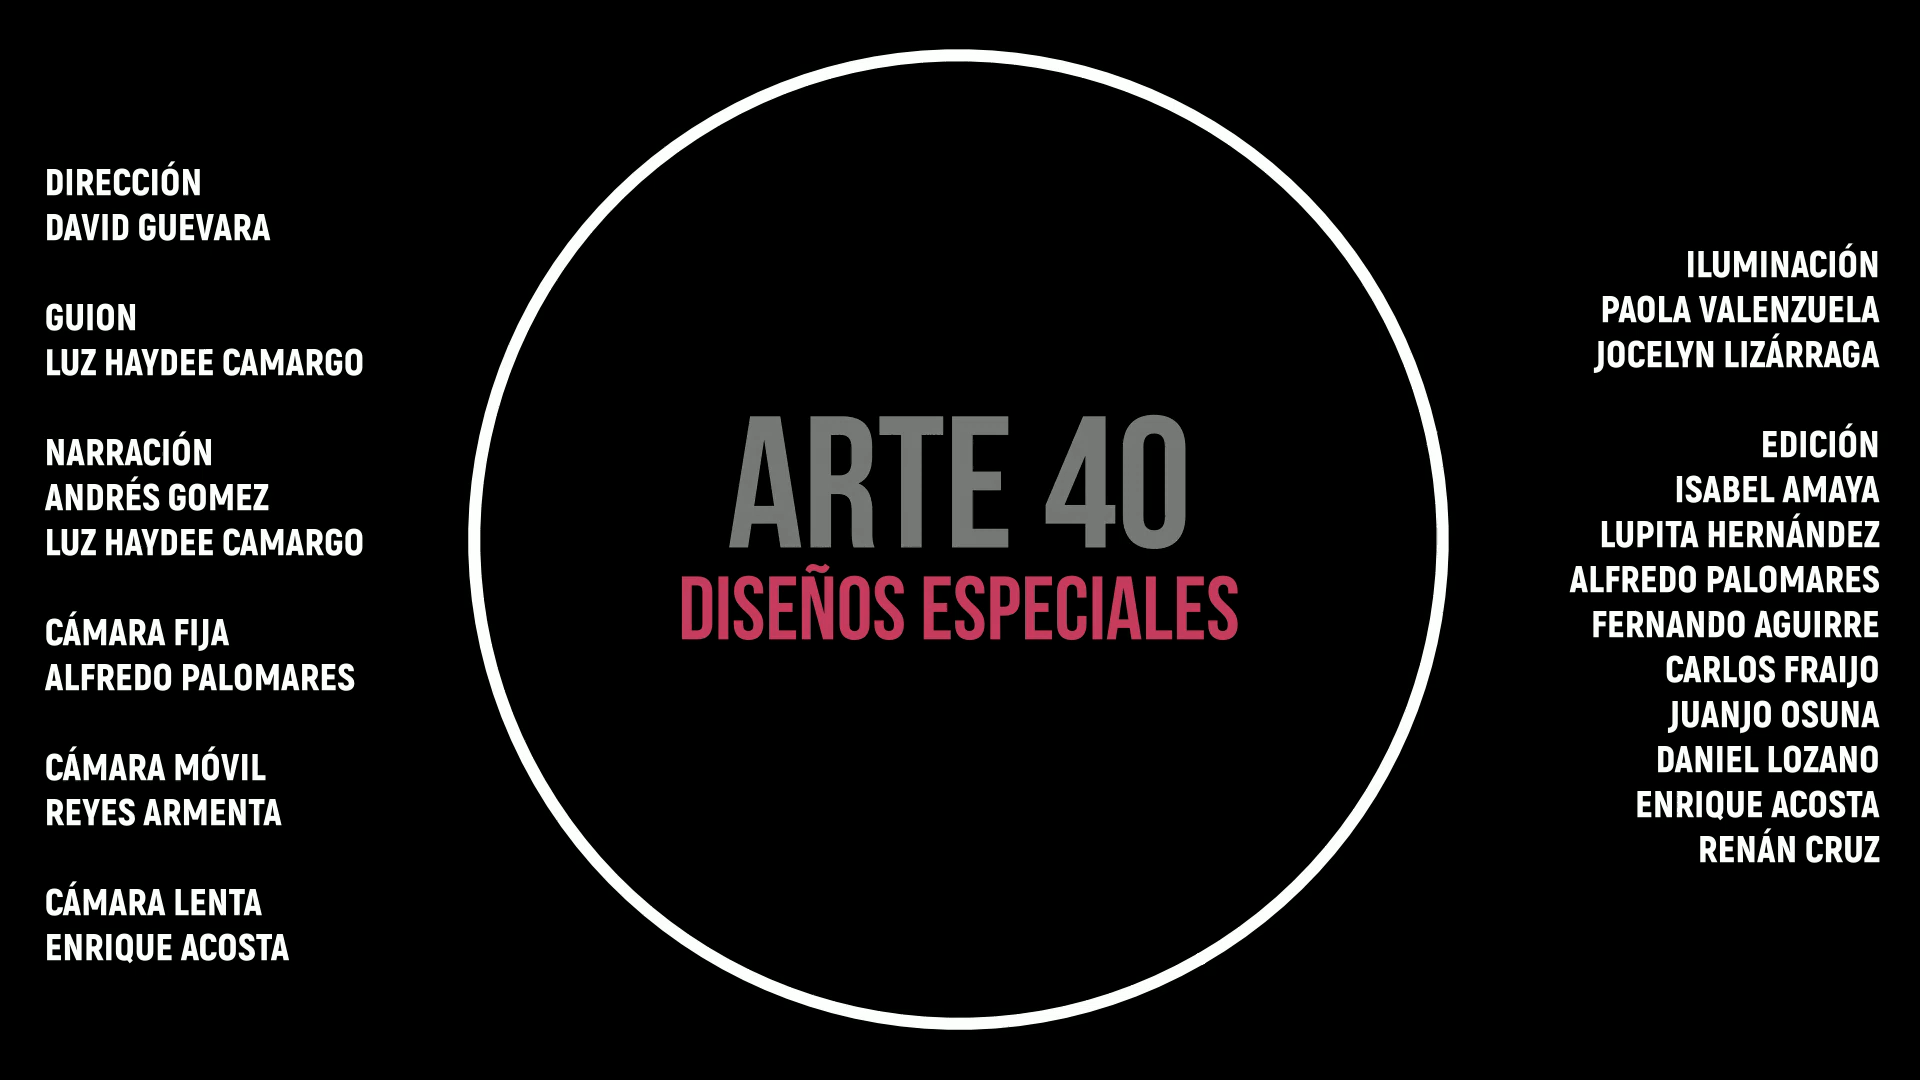 DIRECCIÓN
DAVID GUEVARA
GUION
LUZ HAYDEE CAMARGO
NARRACIÓN
ANDRÉS GOMEZ
LUZ HAYDEE CAMARGO
CÁMARA FIJA
ALFREDO PALOMARES
CÁMARA MÓVIL
REYES ARMENTA
CÁMARA LENTA
ENRIQUE ACOSTA
ARTE 40
DISEÑOS ESPECIALES
ILUMINACIÓN
PAOLA VALENZUELA
JOCELYN LIZÁRRAGA
EDICIÓN
ISABEL AMAYA
LUPITA HERNÁNDEZ
ALFREDO PALOMARES
FERNANDO AGUIRRE
CARLOS FRAIJO
JUANJO OSUNA
DANIEL LOZANO
ENRIQUE ACOSTA
RENÁN CRUZ